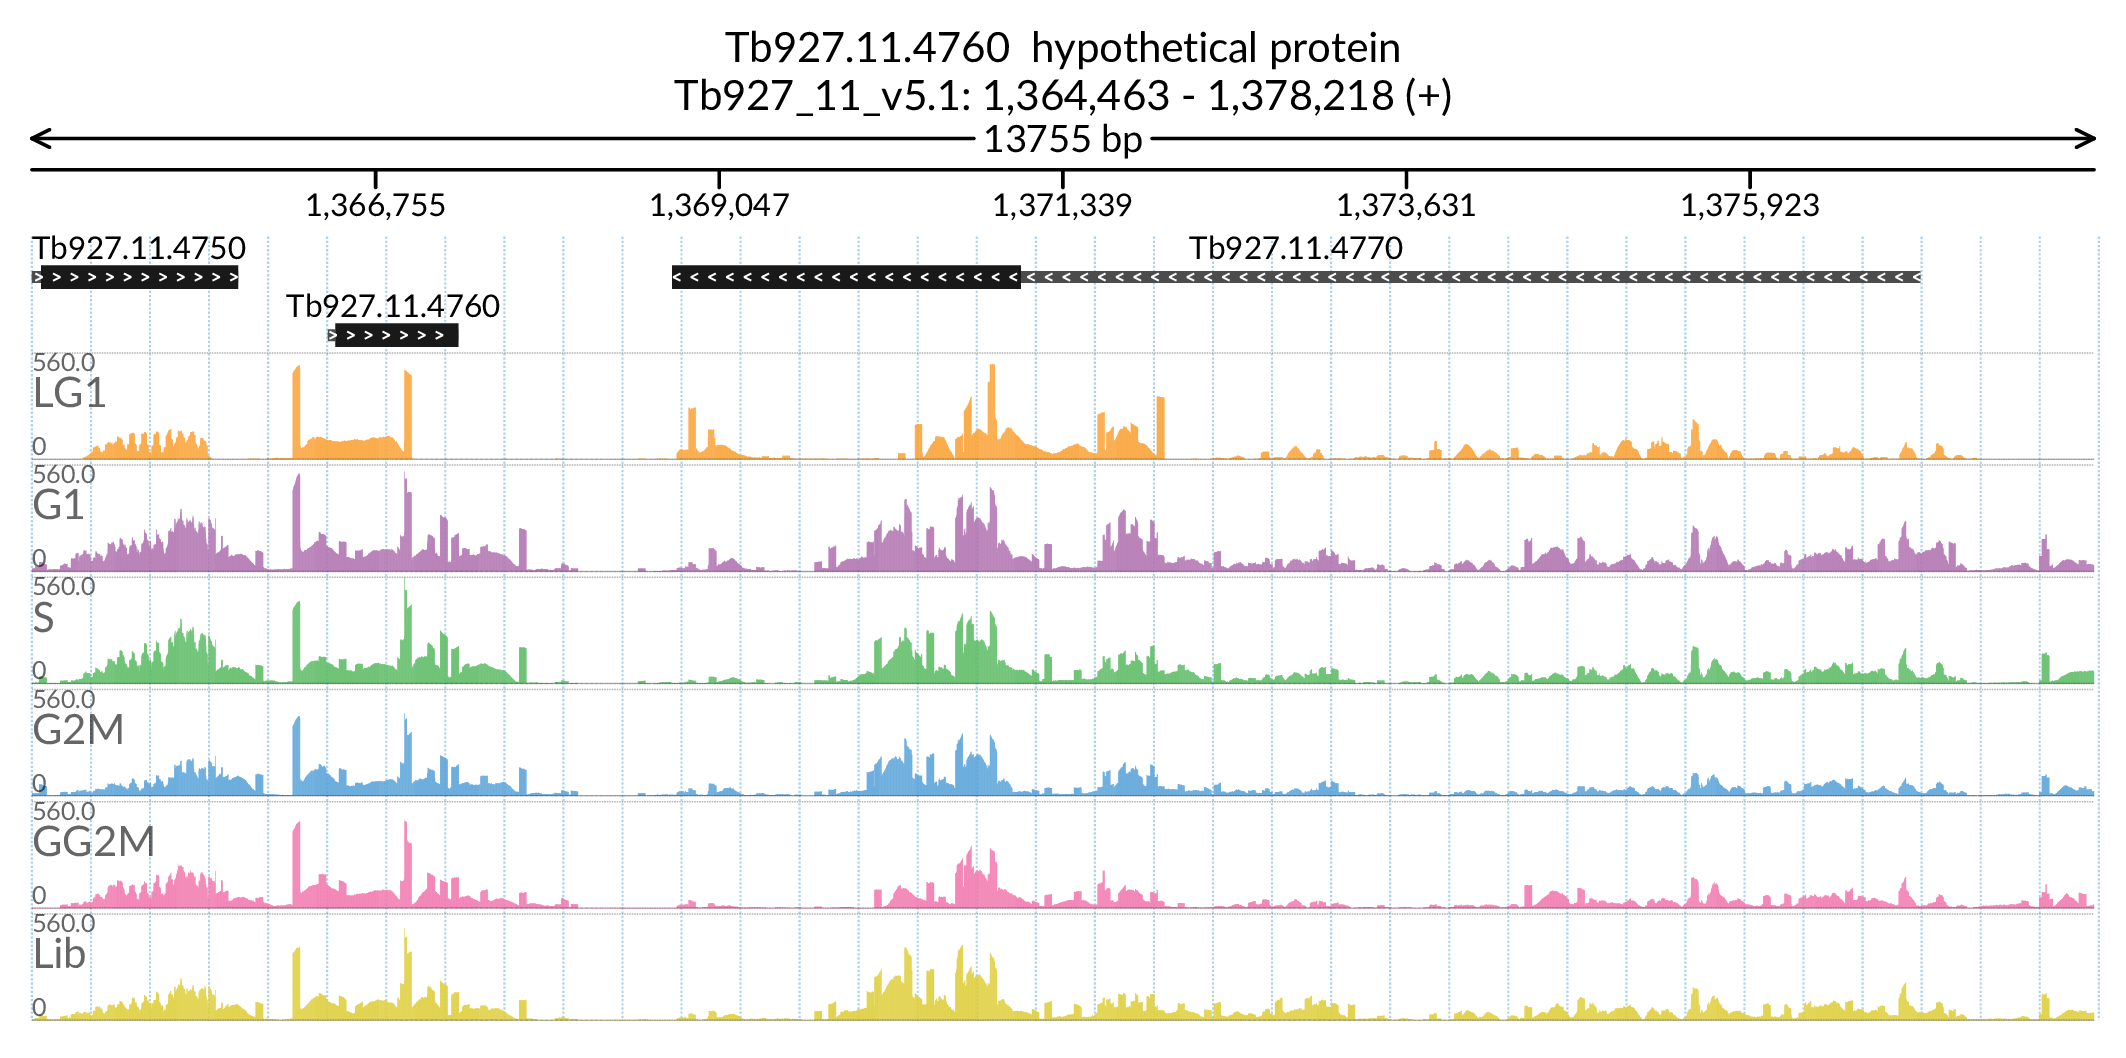 Tb927.11.4760  hypothetical protein
Tb927_11_v5.1: 1,364,463 - 1,378,218 (+)
13755 bp
1,366,755 1,369,047 1,371,339 1,373,631 1,375,923
Tb927.11.4750 Tb927.11.4770
Tb927.11.4760
560.0
LG1
0
560.0
G1
0
560.0
S
0
560.0
G2M
0
560.0
GG2M
0
560.0
Lib
0